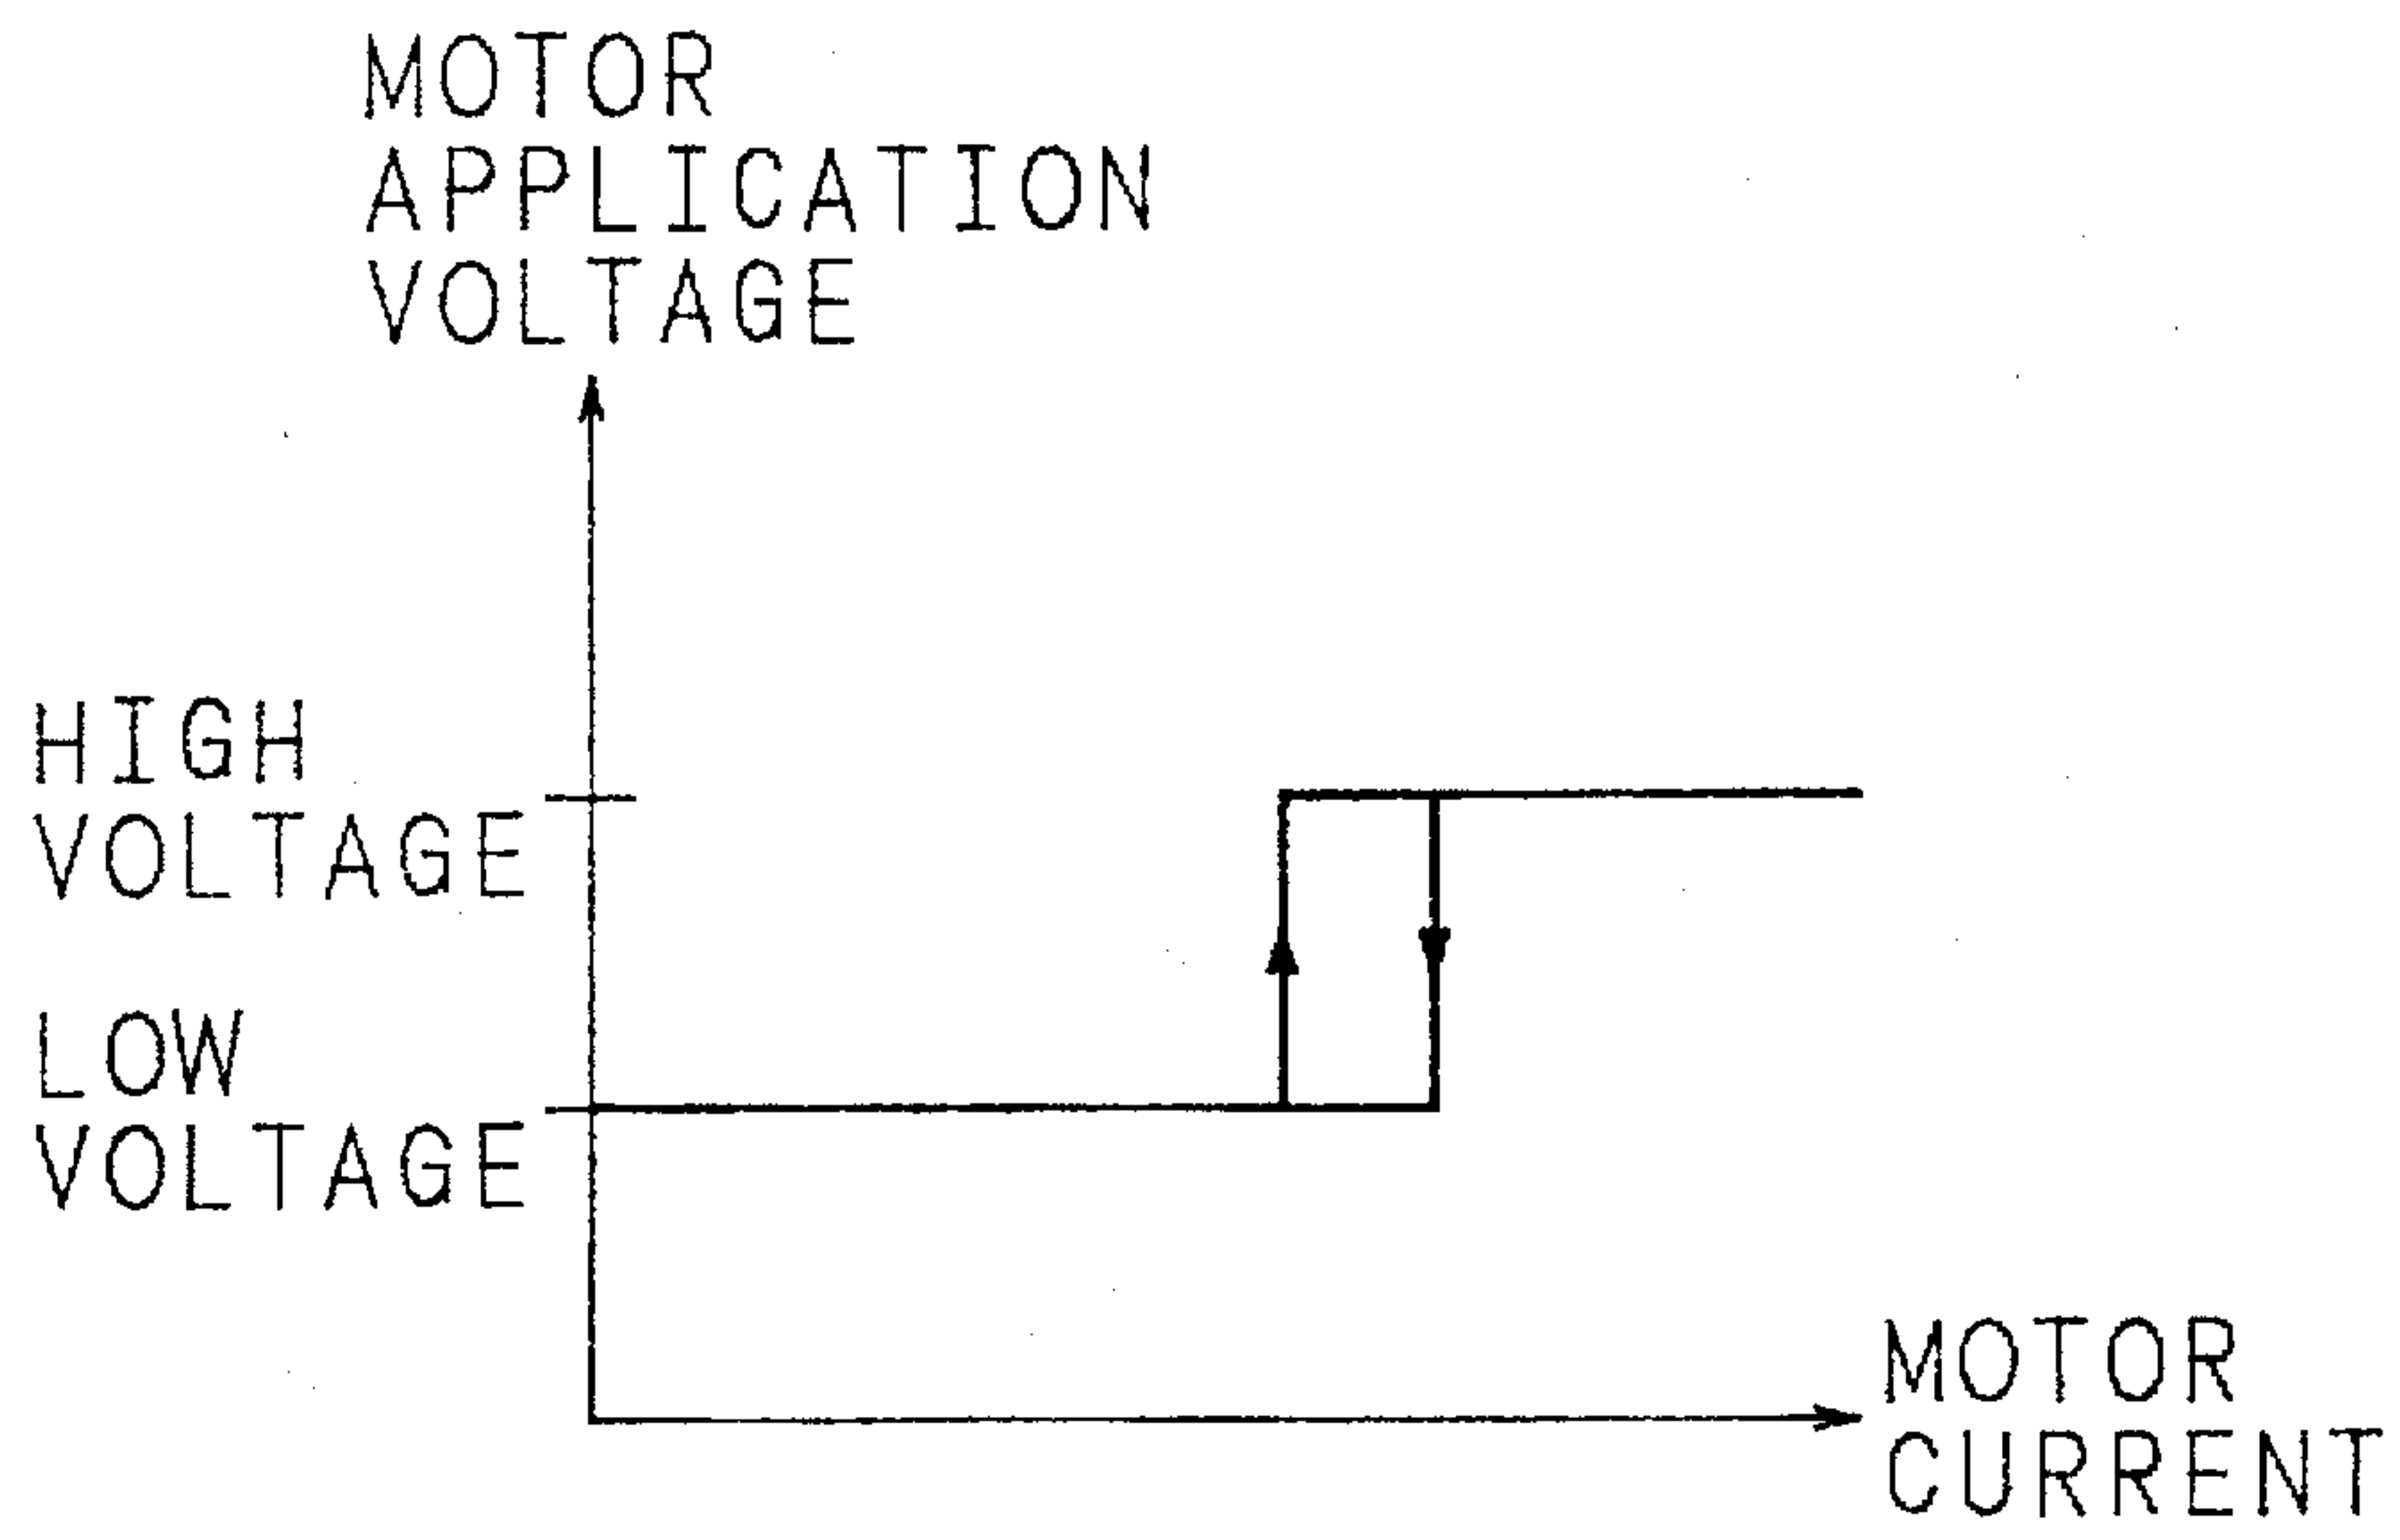 MOTOR
APPLICATION
VOLTAGE
HIGH
VOLTAGE
LOW
VOLTAGE
MOTOR
CURRENT